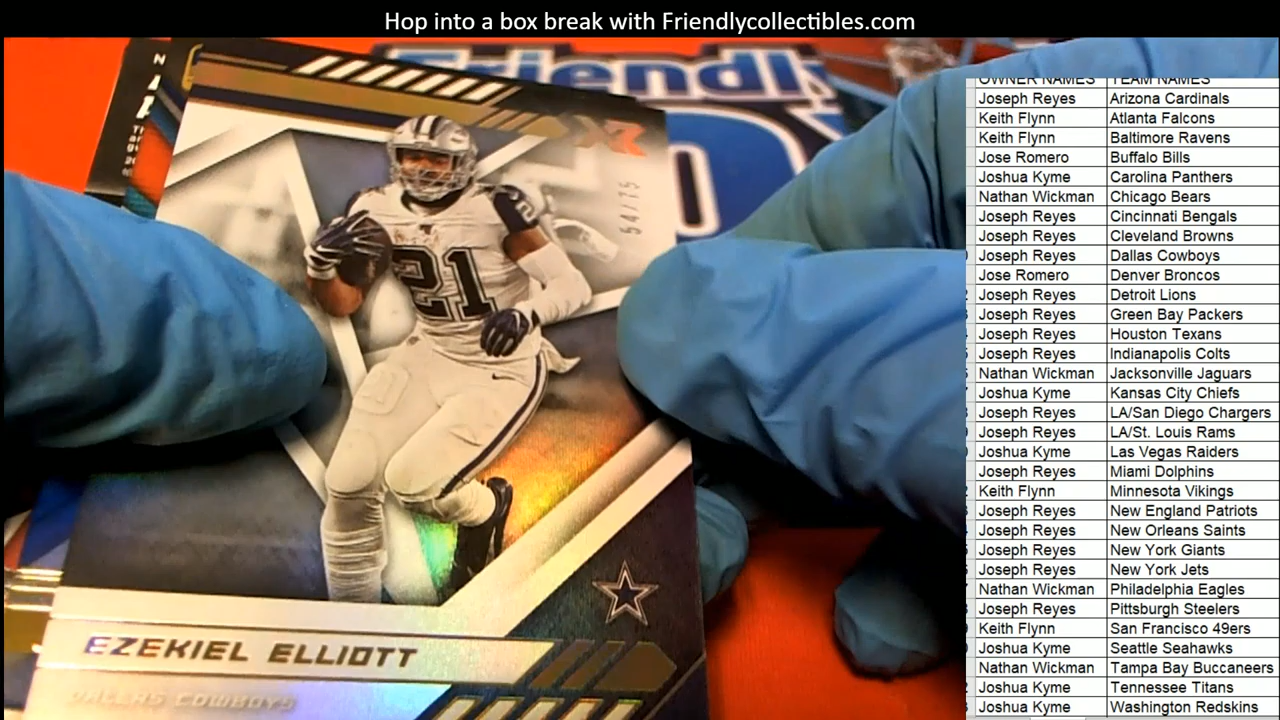 Hop into a box break with Friendlycollectibles.com
Friendly
XR
54/75
21
2
EZEKIEL ELLIOTT
DALLAS COWBOYS
OWNER NAMES TEAM NAMES
Joseph Reyes Arizona Cardinals
Keith Flynn Atlanta Falcons
Keith Flynn Baltimore Ravens
Jose Romero Buffalo Bills
Joshua Kyme Carolina Panthers
Nathan Wickman Chicago Bears
Joseph Reyes Cincinnati Bengals
Joseph Reyes Cleveland Browns
Joseph Reyes Dallas Cowboys
Jose Romero Denver Broncos
Joseph Reyes Detroit Lions
Joseph Reyes Green Bay Packers
Joseph Reyes Houston Texans
Joseph Reyes Indianapolis Colts
Nathan Wickman Jacksonville Jaguars
Joshua Kyme Kansas City Chiefs
Joseph Reyes LA/San Diego Chargers
Joseph Reyes LA/St. Louis Rams
Joshua Kyme Las Vegas Raiders
Joseph Reyes Miami Dolphins
Keith Flynn Minnesota Vikings
Joseph Reyes New England Patriots
Joseph Reyes New Orleans Saints
Joseph Reyes New York Giants
Joseph Reyes New York Jets
Nathan Wickman Philadelphia Eagles
Joseph Reyes Pittsburgh Steelers
Keith Flynn San Francisco 49ers
Joshua Kyme Seattle Seahawks
Nathan Wickman Tampa Bay Buccaneers
Joshua Kyme Tennessee Titans
Joshua Kyme Washington Redskins